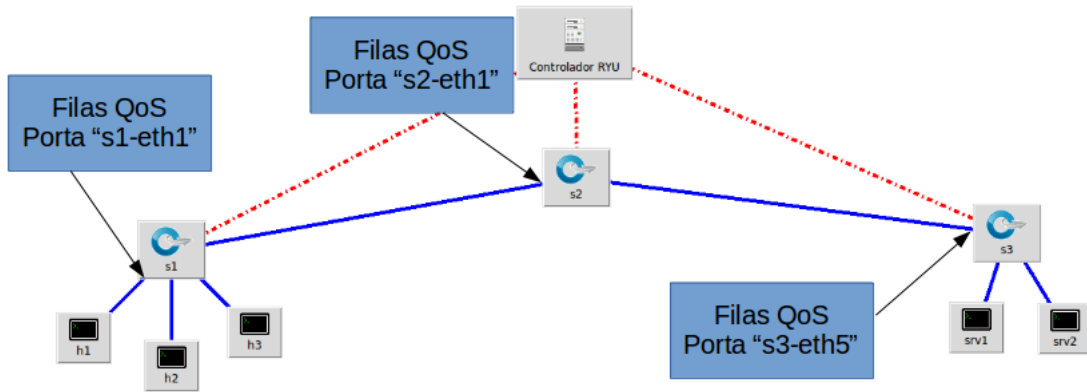 Filas QoS
Porta “s2-eth1”
Controlador RYU
Filas QoS
Porta “s1-eth1”
s2
s1
s3
h1
h2
h3
Filas QoS
Porta “s3-eth5”
srv1
srv2